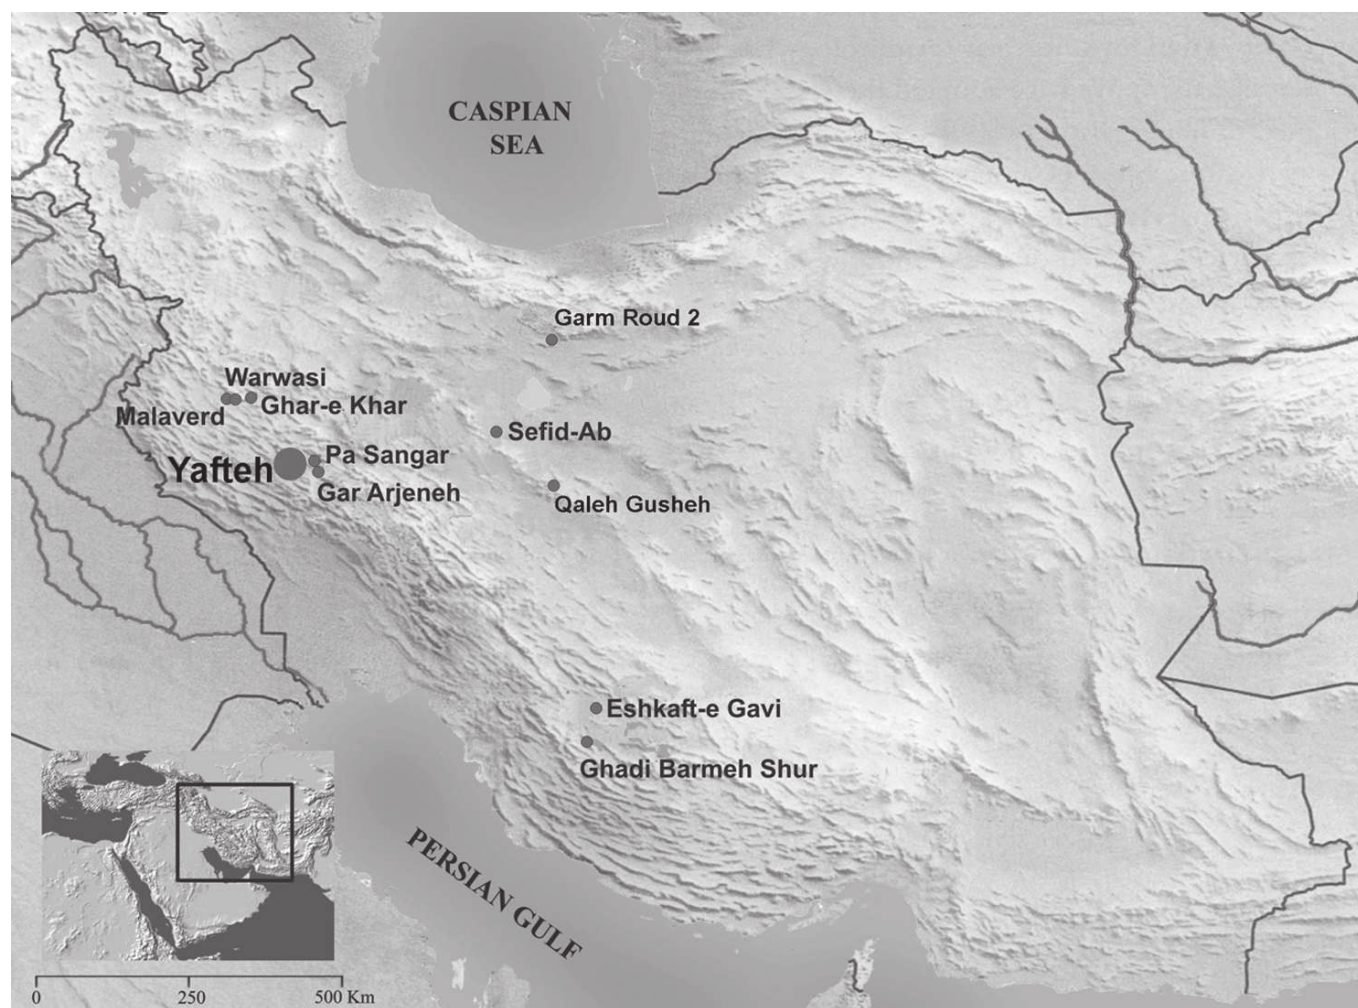 CASPIAN
SEA
Garm Roud 2
Warwasi
Ghar-e Khar
Malaverd
Sefid-Ab
Pa Sangar
Yafteh
Gar Arjeneh
Qaleh Gusheh
Eshkaft-e Gavi
Ghadi Barmeh Shur
PERSIAN GULF
0 250 500 Km